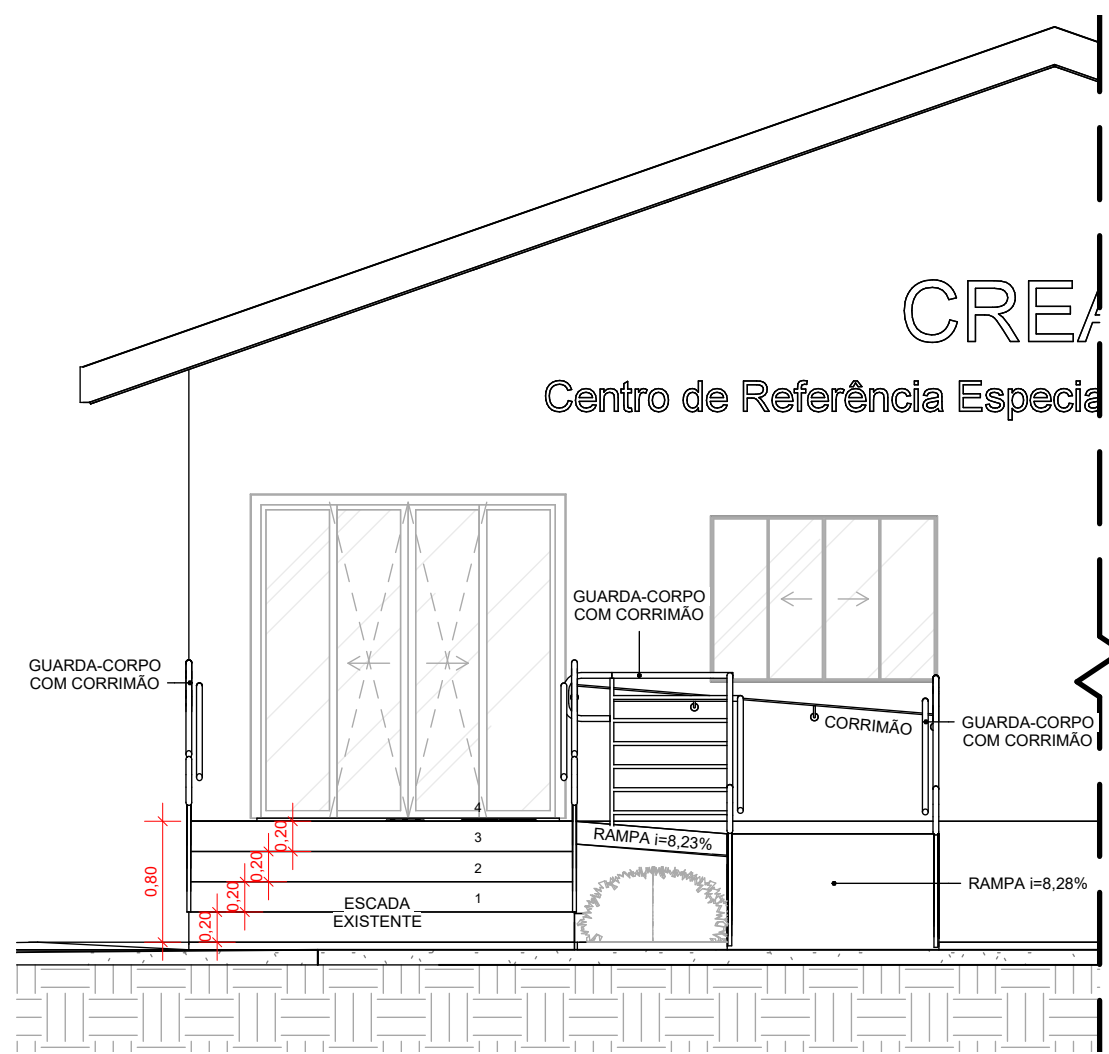 CREA
Centro de Referência Especia
GUARDA-CORPO
COM CORRIMÃO
GUARDA-CORPO
COM CORRIMÃO
CORRIMÃO
GUARDA-CORPO
COM CORRIMÃO
4
3
2
1
0,20
0,20
0,20
0,20
0,80
RAMPA i=8,23%
RAMPA i=8,28%
ESCADA
EXISTENTE